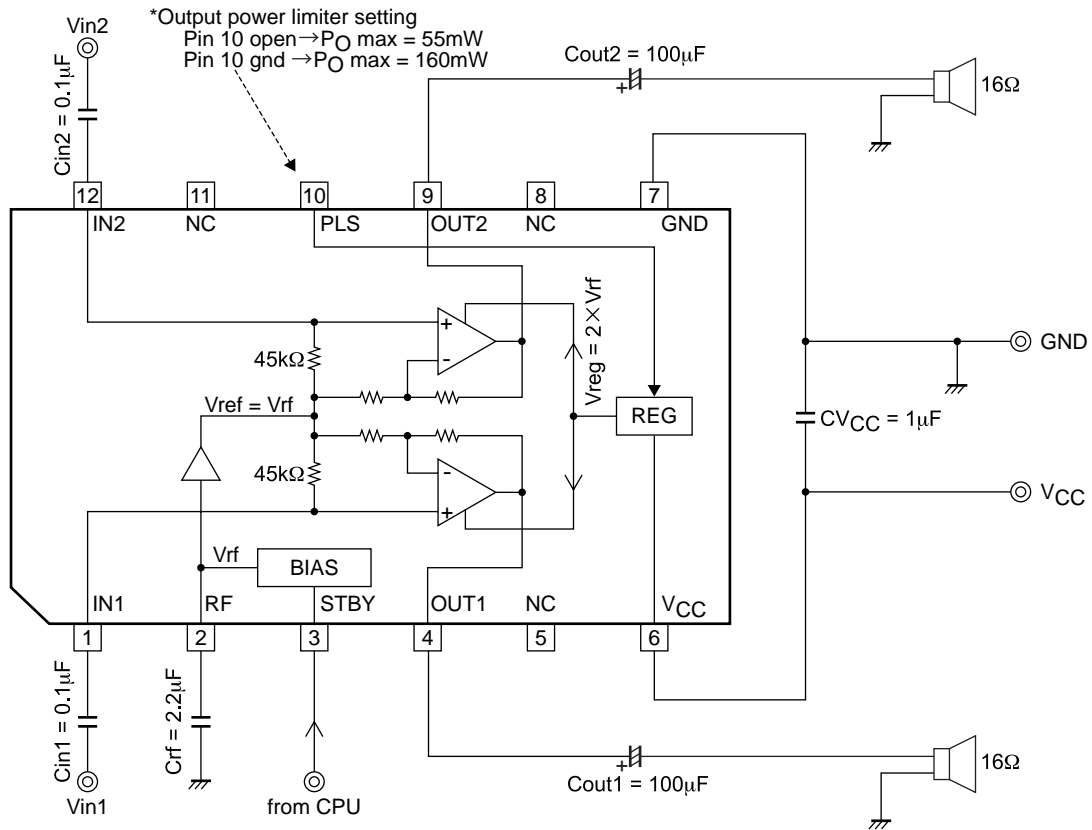 Vin2
*Output power limiter setting
Pin 10 open→PO max = 55mW
Pin 10 gnd →PO max = 160mW
Cin2 = 0.1μF
Cout2 = 100μF
+
16Ω
12
11
10
9
8
7
IN2
NC
PLS
OUT2
NC
GND
+
-
45kΩ
Vreg = 2×Vrf
GND
Vref = Vrf
REG
CVCC = 1μF
45kΩ
-
+
VCC
Vrf
BIAS
IN1
RF
STBY
OUT1
NC
VCC
1
2
3
4
5
6
Cin1 = 0.1μF
Crf = 2.2μF
+
16Ω
Vin1
from CPU
Cout1 = 100μF